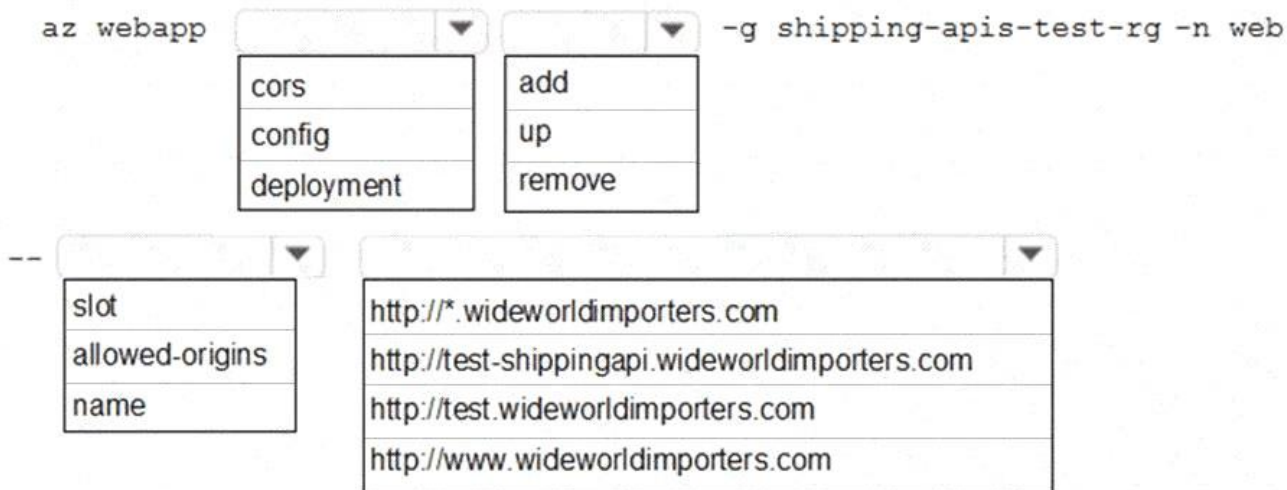 az webapp -g shipping-apis-test-rg -n web
cors
config
deployment
add
up
remove
--
slot
allowed-origins
name
http://*.wideworldimporters.com
http://test-shippingapi.wideworldimporters.com
http://test.wideworldimporters.com
http://www.wideworldimporters.com